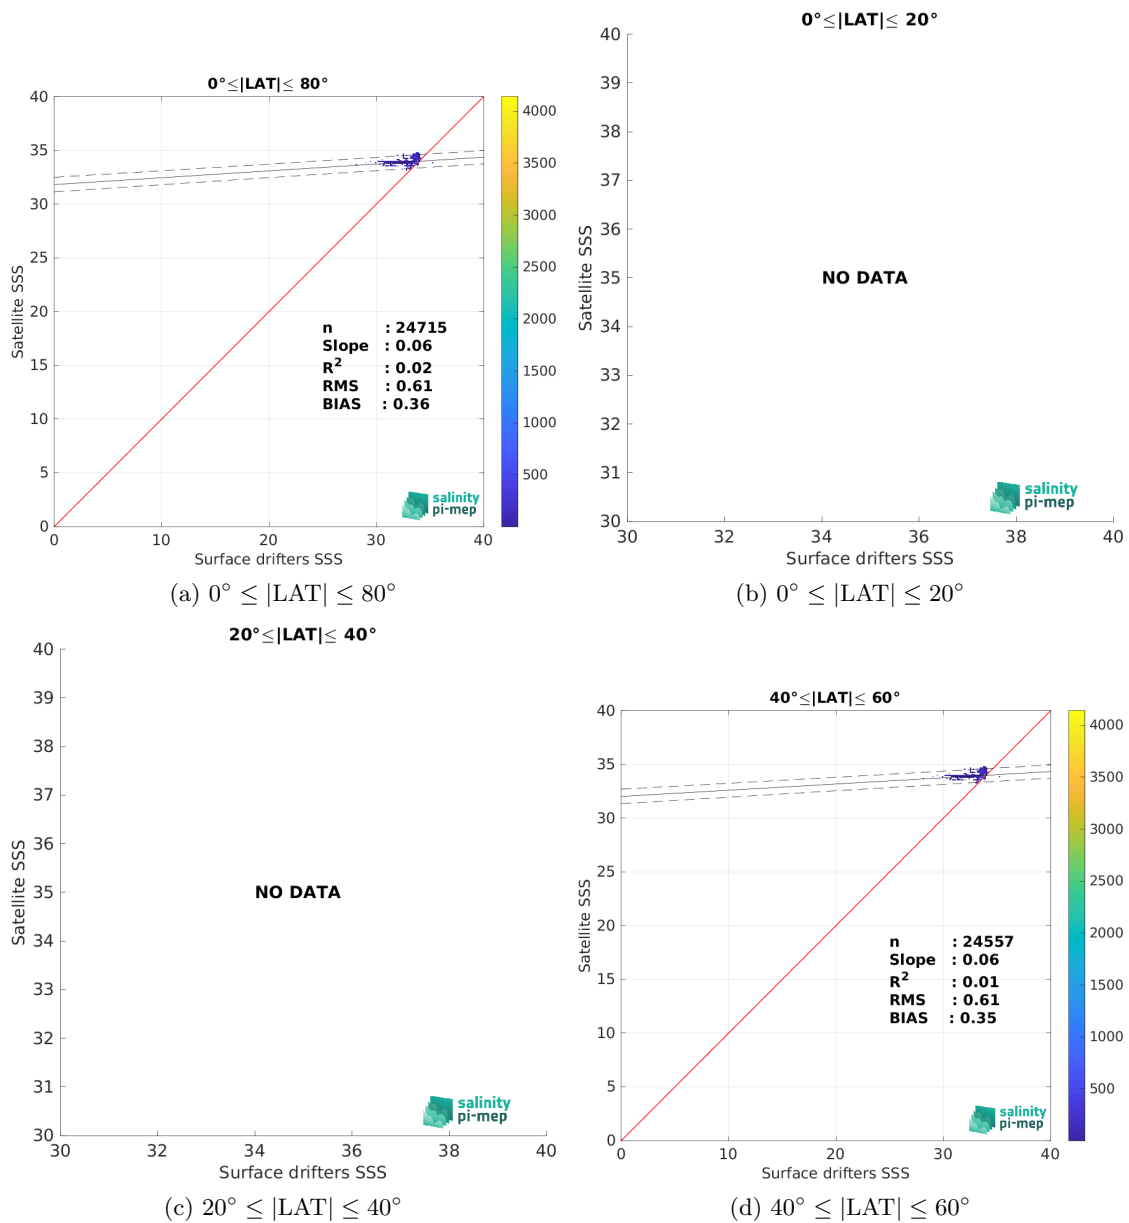 0°≤|LAT|≤ 80°
40
35
30
25
20
15
10
5
0
Satellite SSS
0
10
20
30
40
Surface drifters SSS
n : 24715
Slope : 0.06
R² : 0.02
RMS : 0.61
BIAS : 0.36
salinity
pi-mep
4000
3500
3000
2500
2000
1500
1000
500
(a) 0° ≤ |LAT| ≤ 80°
0°≤|LAT|≤ 20°
40
39
38
37
36
35
34
33
32
31
30
Satellite SSS
NO DATA
30
32
34
36
38
40
Surface drifters SSS
salinity
pi-mep
(b) 0° ≤ |LAT| ≤ 20°
20°≤|LAT|≤ 40°
40
39
38
37
36
35
34
33
32
31
30
Satellite SSS
NO DATA
30
32
34
36
38
40
Surface drifters SSS
salinity
pi-mep
(c) 20° ≤ |LAT| ≤ 40°
40°≤|LAT|≤ 60°
40
35
30
25
20
15
10
5
0
Satellite SSS
0
10
20
30
40
Surface drifters SSS
n : 24557
Slope : 0.06
R² : 0.01
RMS : 0.61
BIAS : 0.35
salinity
pi-mep
4000
3500
3000
2500
2000
1500
1000
500
(d) 40° ≤ |LAT| ≤ 60°